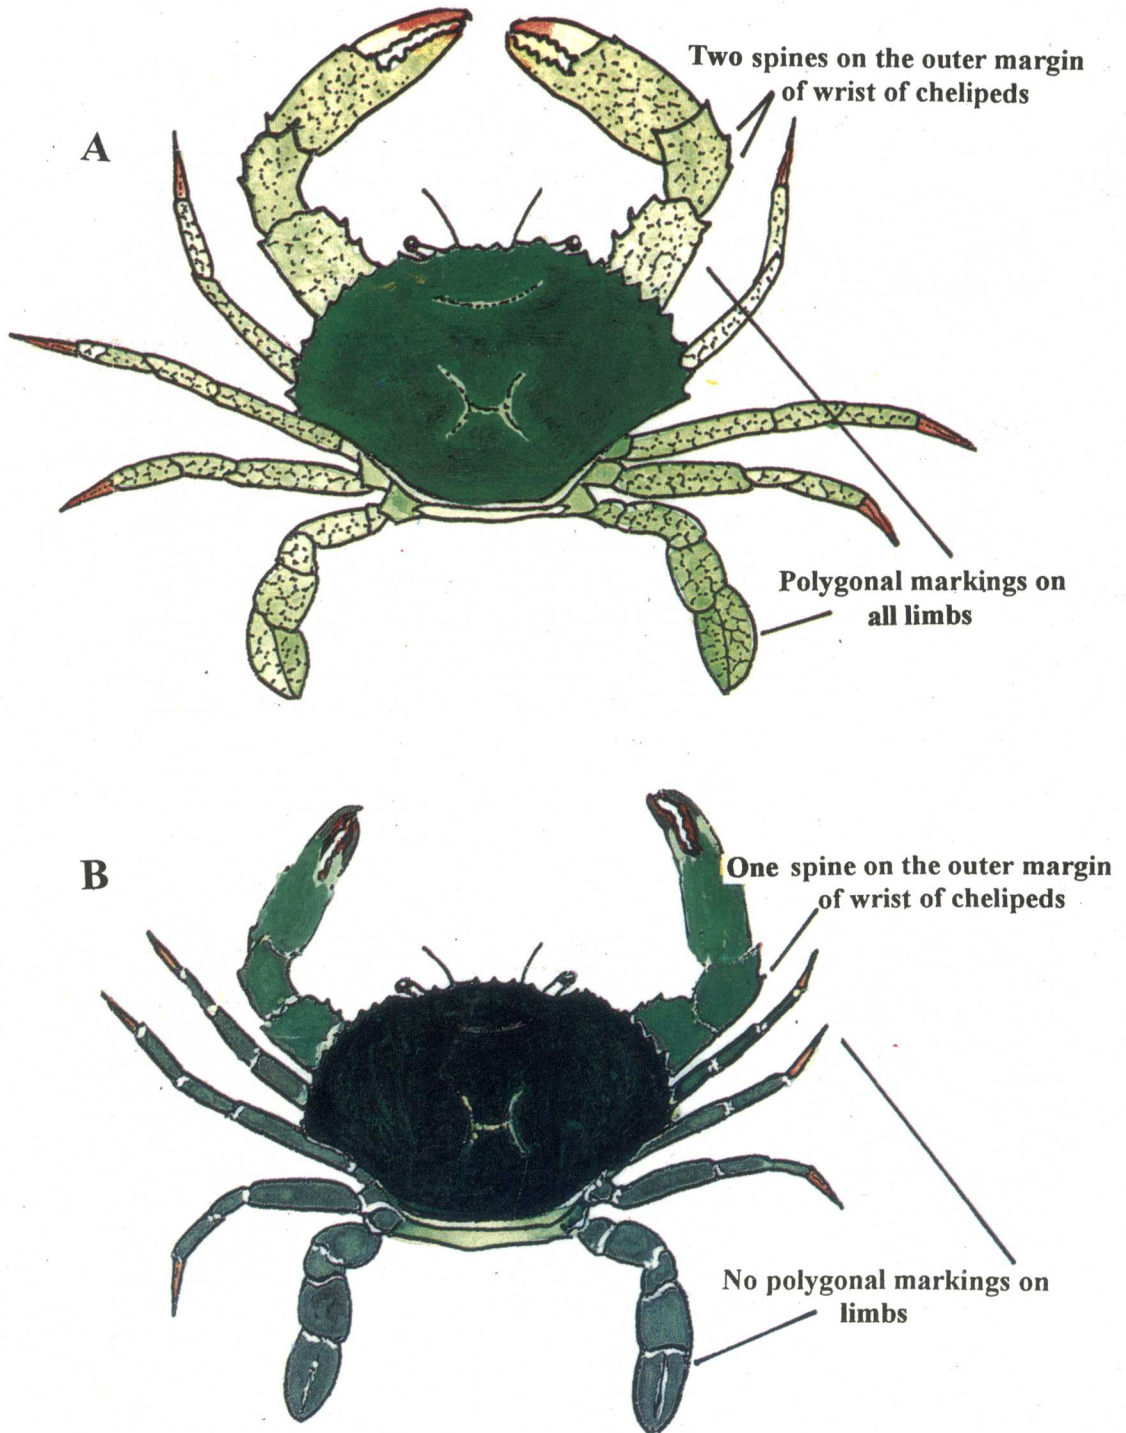 Two spines on the outer margin
of wrist of chelipeds
A
Polygonal markings on
all limbs
B
One spine on the outer margin
of wrist of chelipeds
No polygonal markings on
limbs